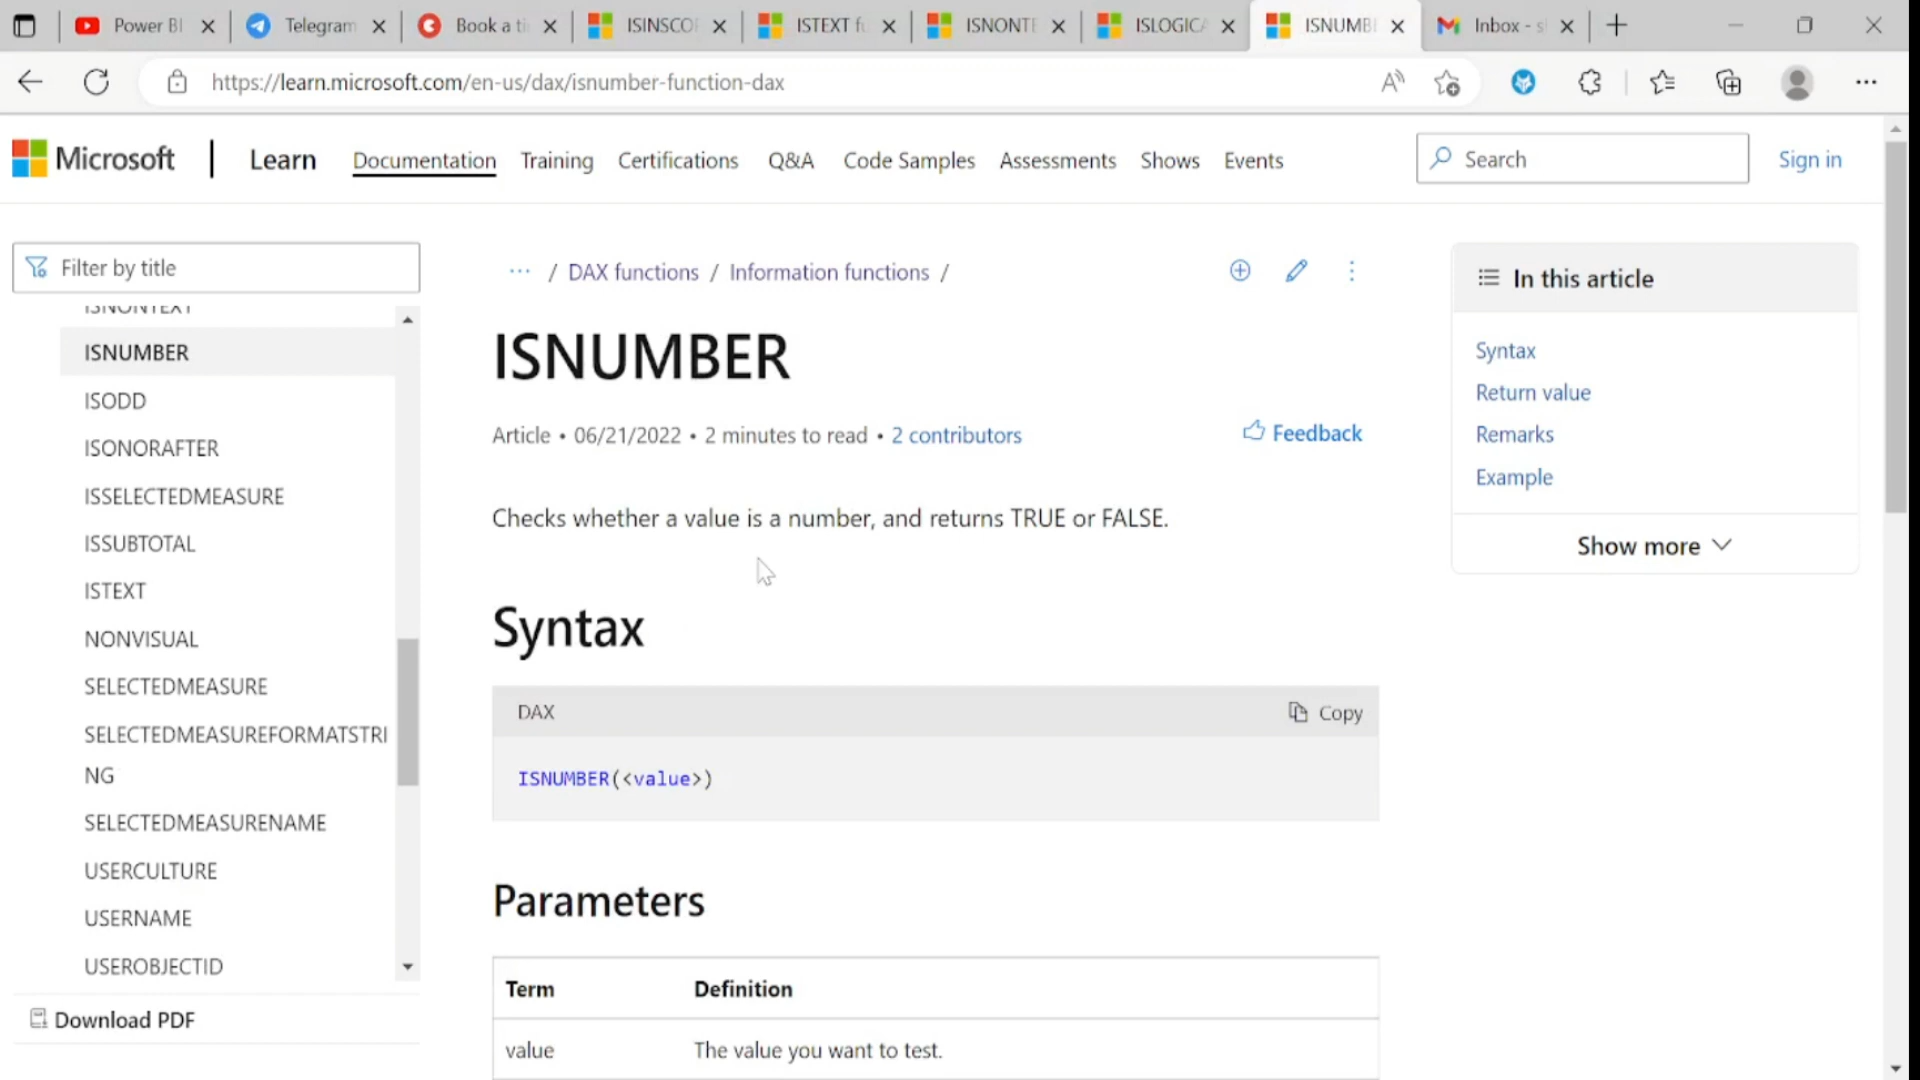 Power BI
Telegram
Book a ti
ISINSCO
ISTEXT fu
ISNONTE
ISLOGICA
ISNUMBE
Inbox - s
https://learn.microsoft.com/en-us/dax/isnumber-function-dax
Microsoft
Learn
Documentation
Training
Certifications
Q&A
Code Samples
Assessments
Shows
Events
Search
Sign in
Filter by title
ISNONTEXT
ISNUMBER
ISODD
ISONORAFTER
ISSELECTEDMEASURE
ISSUBTOTAL
ISTEXT
NONVISUAL
SELECTEDMEASURE
SELECTEDMEASUREFORMATSTRI
NG
SELECTEDMEASURENAME
USERCULTURE
USERNAME
USEROBJECTID
Download PDF
··· / DAX functions / Information functions /
ISNUMBER
Article • 06/21/2022 • 2 minutes to read • 2 contributors
Feedback
Checks whether a value is a number, and returns TRUE or FALSE.
Syntax
DAX
Copy
ISNUMBER(<value>)
Parameters
Term Definition
value The value you want to test.
In this article
Syntax
Return value
Remarks
Example
Show more